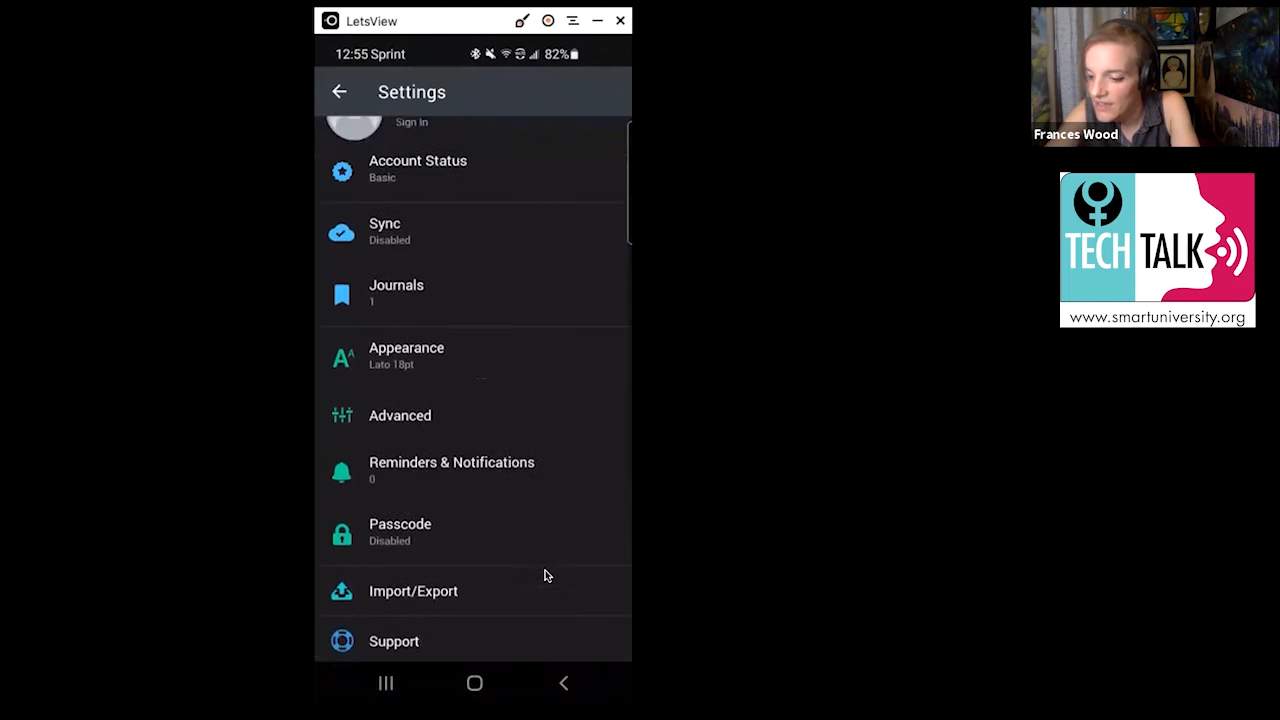 LetsView
12:55 Sprint
82%
Settings
Sign In
Account Status
Basic
Sync
Disabled
Journals
1
Appearance
Lato 18pt
Advanced
Reminders & Notifications
0
Passcode
Disabled
Import/Export
Support
Frances Wood
TECH TALK
www.smartuniversity.org